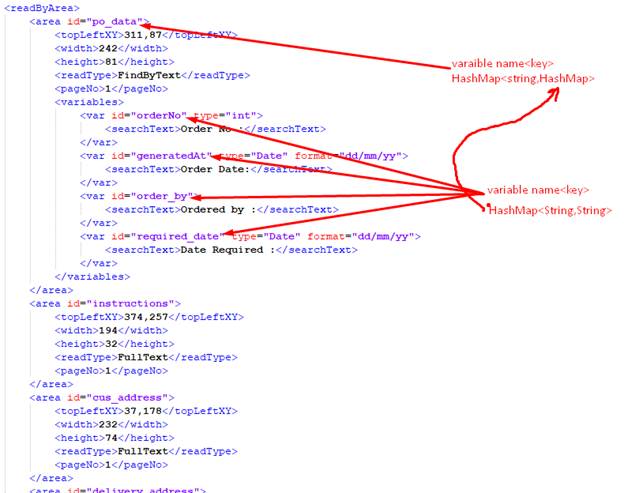 <readByArea>
<area id="po_data">
<topLeftXY>311,87</topLeftXY>
<width>242</width>
<height>81</height>
<readType>FindByText</readType>
<pageNo>1</pageNo>
<variables>
<var id="orderNo" type="int">
<searchText>Order No :</searchText>
</var>
<var id="generatedAt" type="Date" format="dd/mm/yy">
<searchText>Order Date:</searchText>
</var>
<var id="order_by">
<searchText>Ordered by :</searchText>
</var>
<var id="required_date" type="Date" format="dd/mm/yy">
<searchText>Date Required :</searchText>
</var>
</variables>
</area>
<area id="instructions">
<topLeftXY>374,257</topLeftXY>
<width>194</width>
<height>32</height>
<readType>FullText</readType>
<pageNo>1</pageNo>
</area>
<area id="cus_address">
<topLeftXY>37,178</topLeftXY>
<width>232</width>
<height>74</height>
<readType>FullText</readType>
<pageNo>1</pageNo>
</area>
<area id="delivery_address">
varaible name<key>
HashMap<string,HashMap>
variable name<key>
HashMap<String,String>